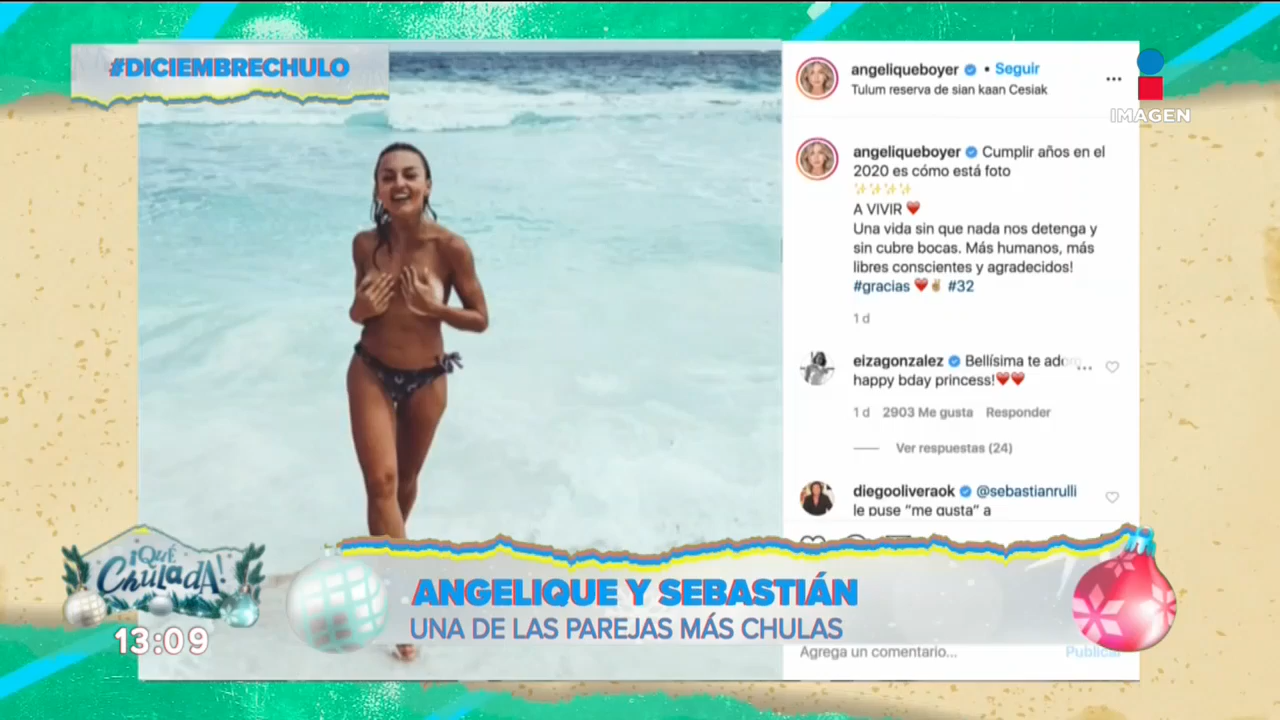 #DICIEMBRECHULO
angeliqueboyer • Seguir
Tulum reserva de sian kaan Cesiak
IMAGEN
angeliqueboyer Cumplir años en el
2020 es cómo está foto
✨✨✨✨
A VIVIR ❤️
Una vida sin que nada nos detenga y
sin cubre bocas. Más humanos, más
libres conscientes y agradecidos!
#gracias ❤️✌🏽 #32
1 d
eizagonzalez Bellísima te adoro
happy bday princess!❤️❤️
1 d 2903 Me gusta Responder
Ver respuestas (24)
diegooliveraok @sebastianrulli
le puse “me gusta” a
¡QUÉ
ChuladA!
13:09
ANGELIQUE Y SEBASTIÁN
UNA DE LAS PAREJAS MÁS CHULAS
Agrega un comentario... Publicar